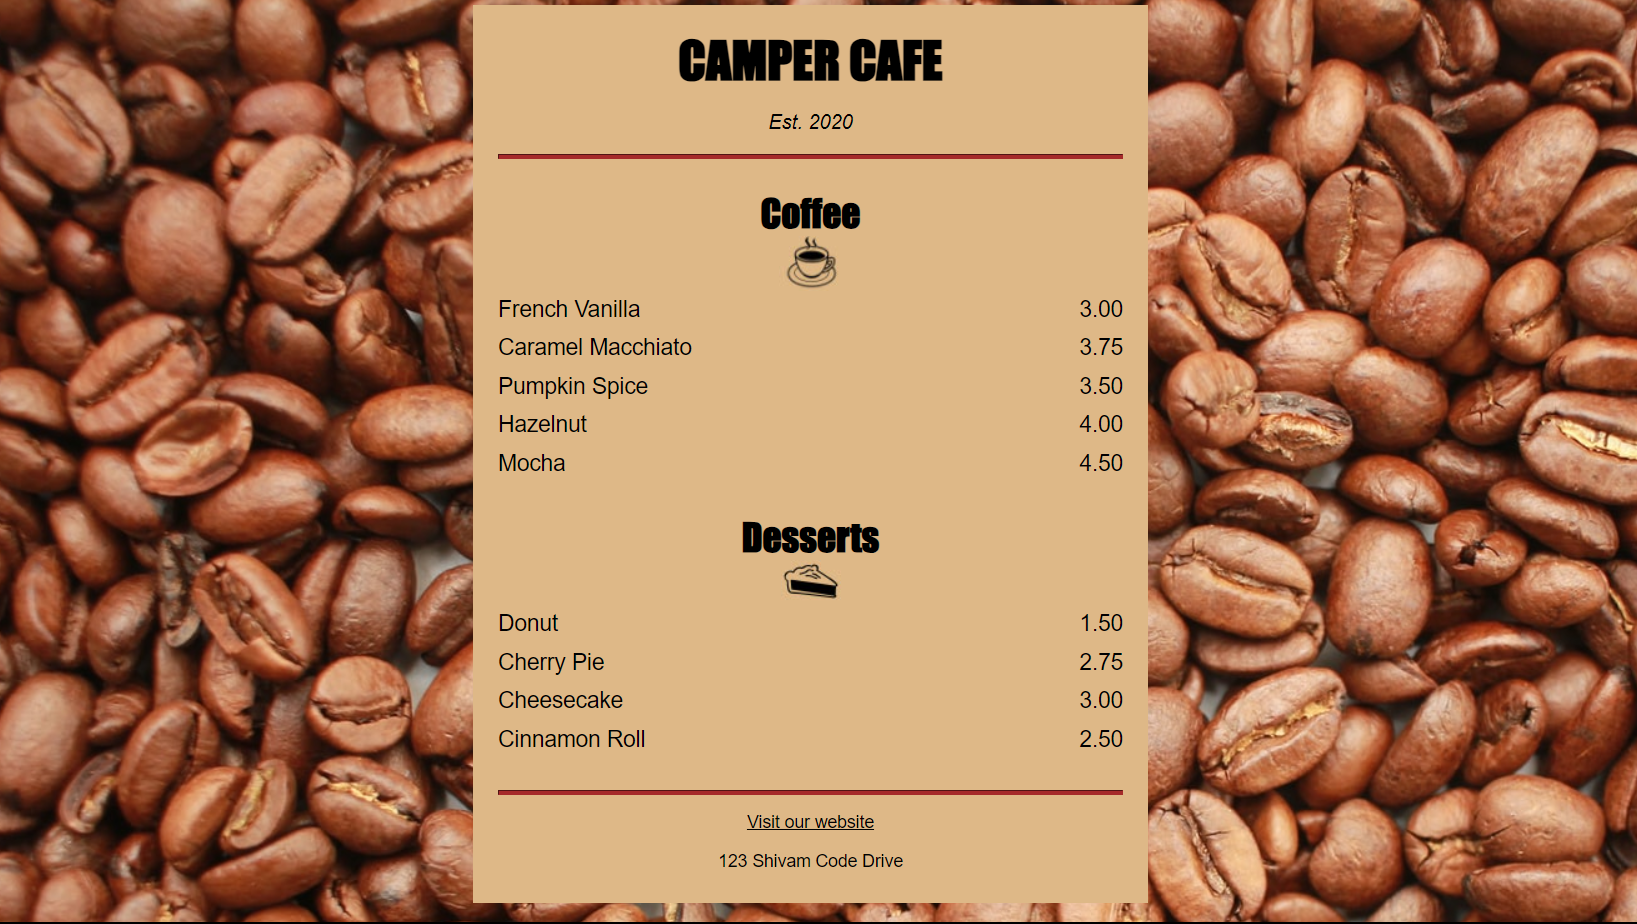 CAMPER CAFE
Est. 2020
Coffee
French Vanilla 3.00
Caramel Macchiato 3.75
Pumpkin Spice 3.50
Hazelnut 4.00
Mocha 4.50
Desserts
Donut 1.50
Cherry Pie 2.75
Cheesecake 3.00
Cinnamon Roll 2.50
Visit our website
123 Shivam Code Drive